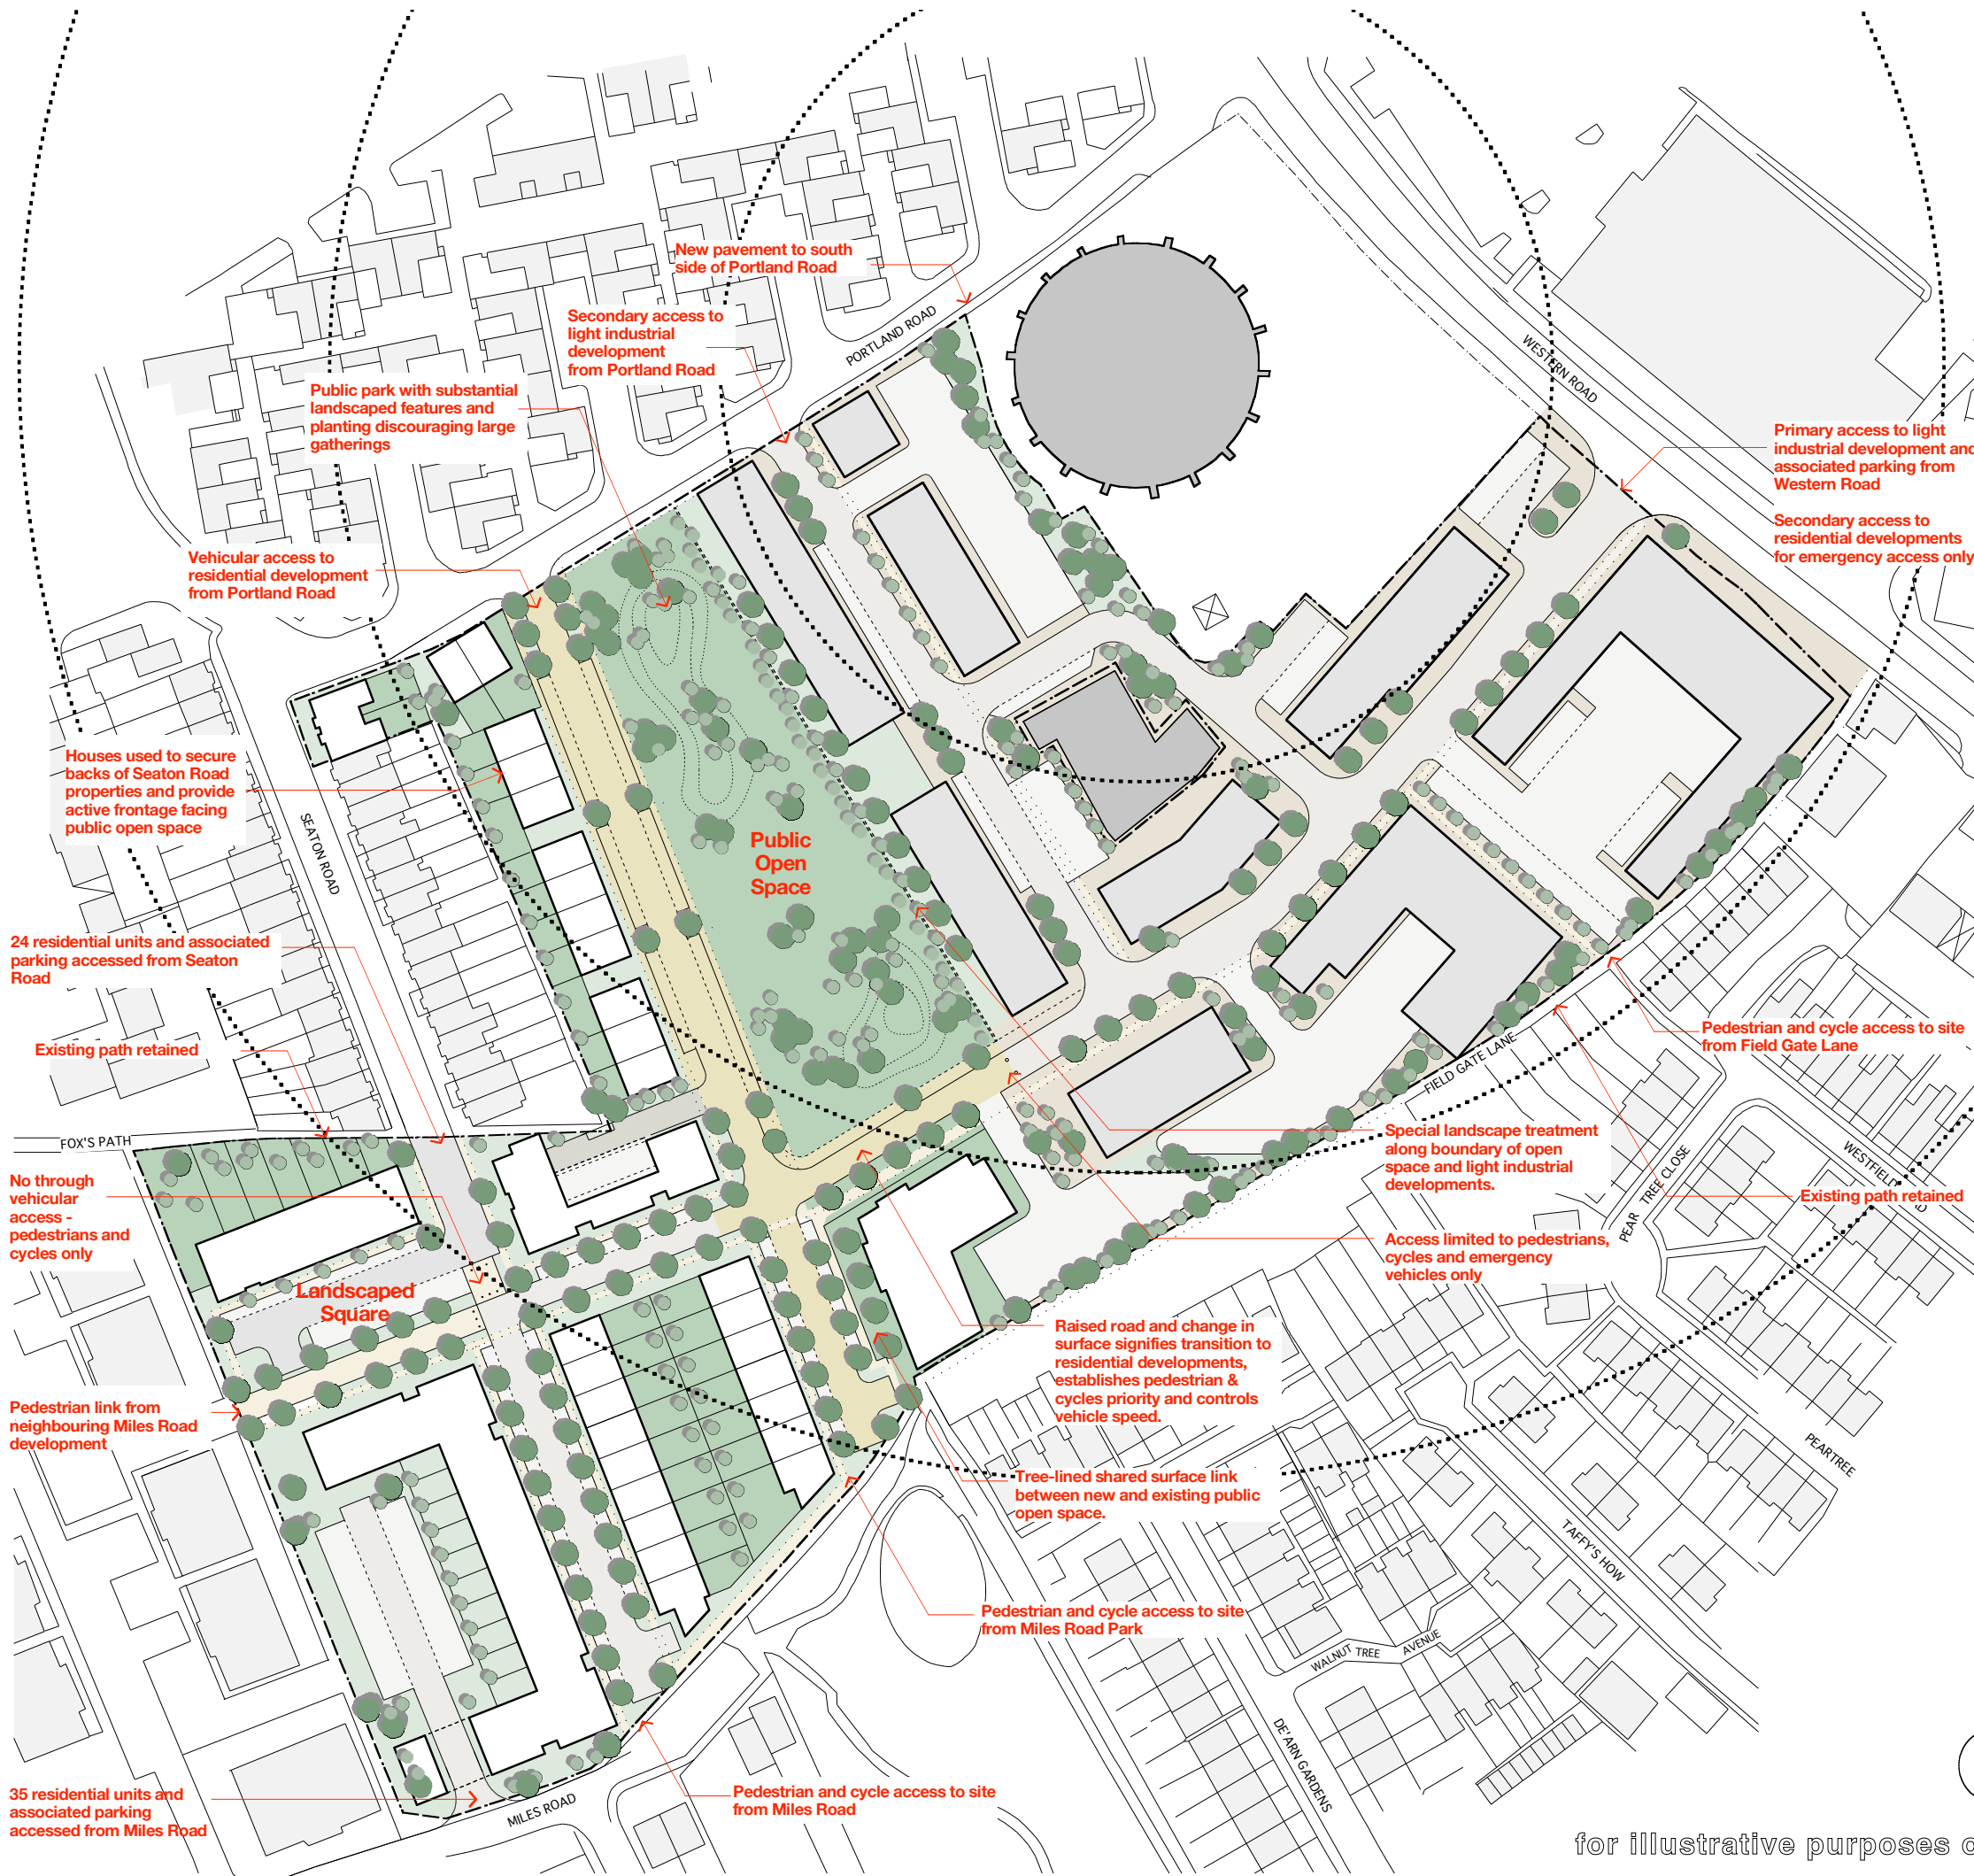 New pavement to south
side of Portland Road
Secondary access to
light industrial
development
from Portland Road
PORTLAND ROAD
WESTERN ROAD
Public park with substantial
landscaped features and
planting discouraging large
gatherings
Primary access to light
industrial development and
associated parking from
Western Road
Secondary access to
residential developments
for emergency access only
Vehicular access to
residential development
from Portland Road
Houses used to secure
backs of Seaton Road
properties and provide
active frontage facing
public open space
SEATON ROAD
Public
Open
Space
24 residential units and associated
parking accessed from Seaton
Road
Existing path retained
Pedestrian and cycle access to site
from Field Gate Lane
FIELD GATE LANE
FOX'S PATH
Special landscape treatment
along boundary of open
space and light industrial
developments.
PEAR TREE CLOSE
No through
vehicular
access -
pedestrians and
cycles only
Existing path retained
Access limited to pedestrians,
cycles and emergency
vehicles only
Landscaped
Square
Raised road and change in
surface signifies transition to
residential developments,
establishes pedestrian &
cycles priority and controls
vehicle speed.
Pedestrian link from
neighbouring Miles Road
development
PEARTREE
Tree-lined shared surface link
between new and existing public
open space.
TAFFY'S HOW
Pedestrian and cycle access to site
from Miles Road Park
WALNUT TREE AVENUE
DE'ARN GARDENS
35 residential units and
associated parking
accessed from Miles Road
MILES ROAD
Pedestrian and cycle access to site
from Miles Road
for illustrative purposes